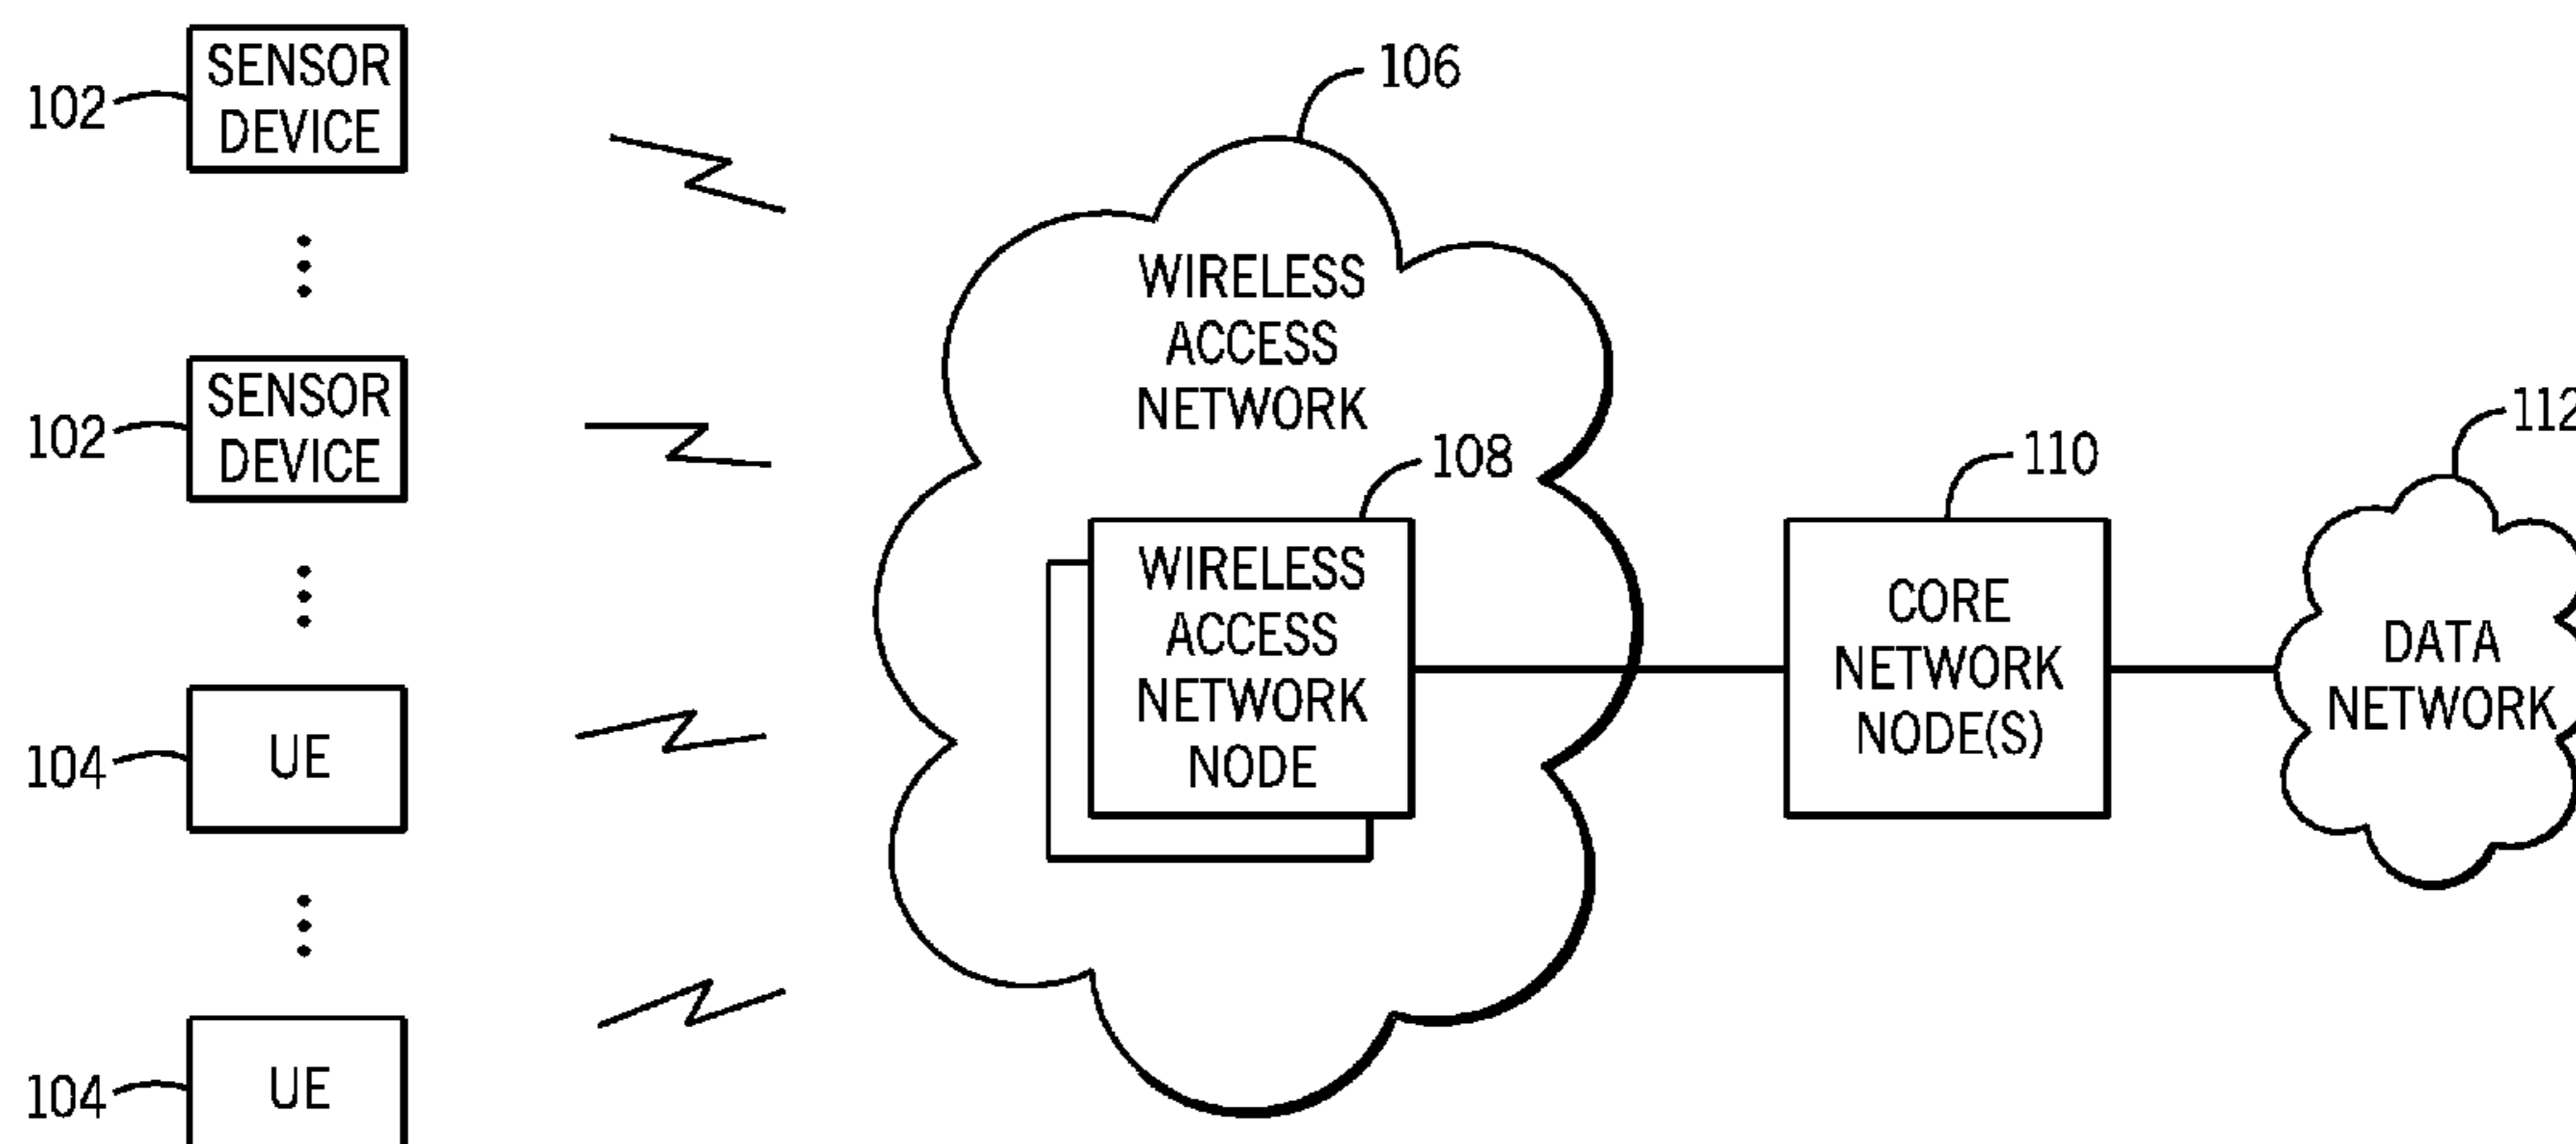 102
SENSOR
DEVICE
102
SENSOR
DEVICE
104
UE
104
UE
106
WIRELESS
ACCESS
NETWORK
108
WIRELESS
ACCESS
NETWORK
NODE
110
CORE
NETWORK
NODE(S)
112
DATA
NETWORK